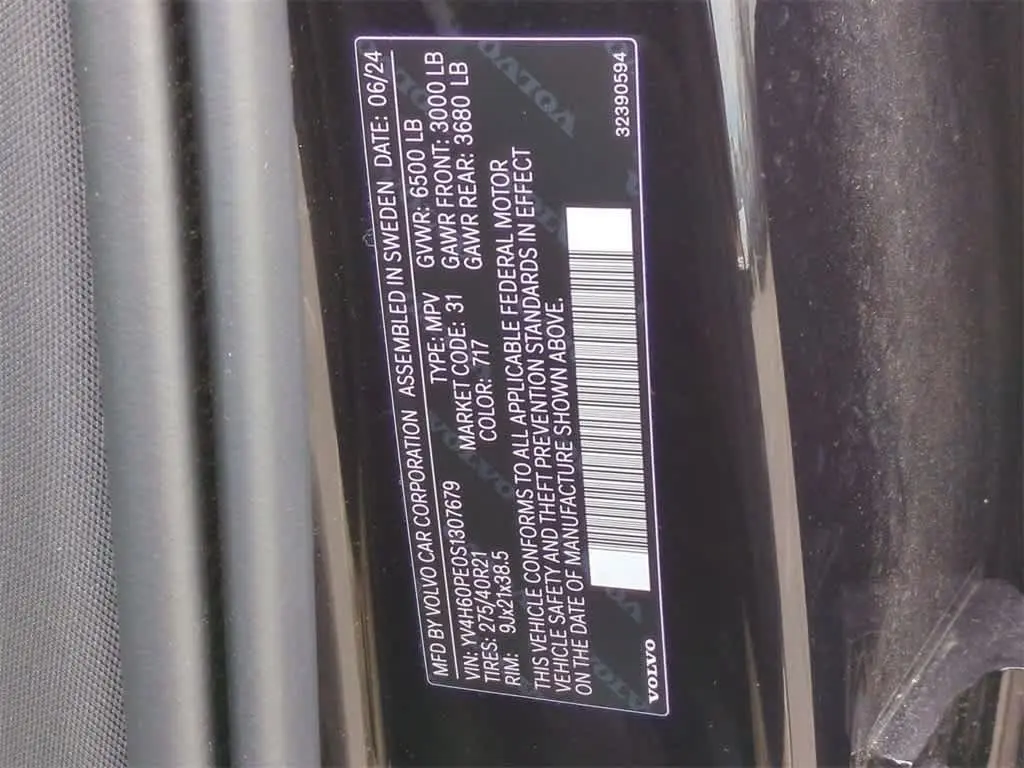 MFD BY VOLVO CAR CORPORATION ASSEMBLED IN SWEDEN DATE: 06/24
VIN: YV4H60PE0S1307679 TYPE: MPV GVWR: 6500 LB
TIRES: 275/40R21 MARKET CODE: 31 GAWR FRONT: 3000 LB
RIM: 9Jx21x38.5 COLOR: 717 GAWR REAR: 3680 LB
THIS VEHICLE CONFORMS TO ALL APPLICABLE FEDERAL MOTOR
VEHICLE SAFETY AND THEFT PREVENTION STANDARDS IN EFFECT
ON THE DATE OF MANUFACTURE SHOWN ABOVE.
VOLVO 32390594